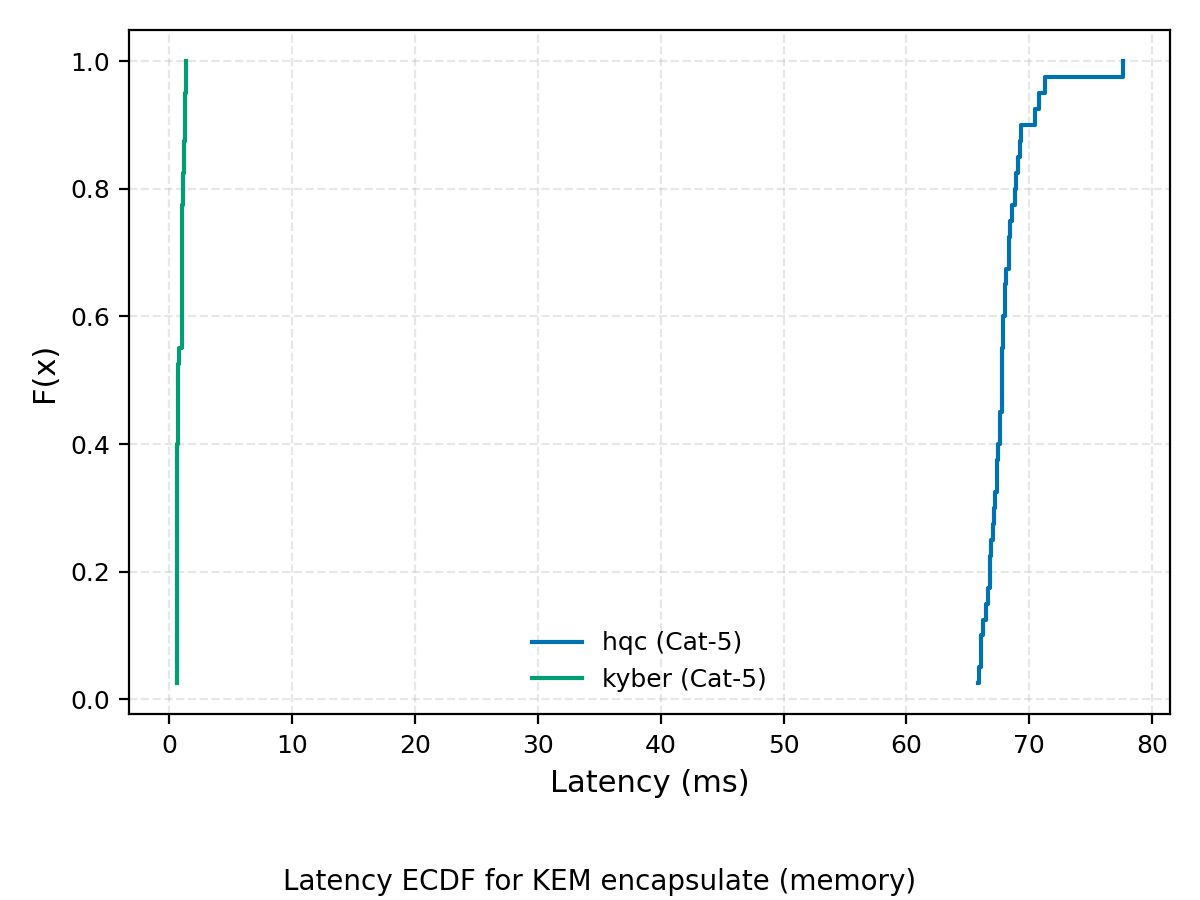 1.0
0.8
0.6
0.4
0.2
0.0
F(x)
hqc (Cat-5)
kyber (Cat-5)
0 10 20 30 40 50 60 70 80
Latency (ms)
Latency ECDF for KEM encapsulate (memory)